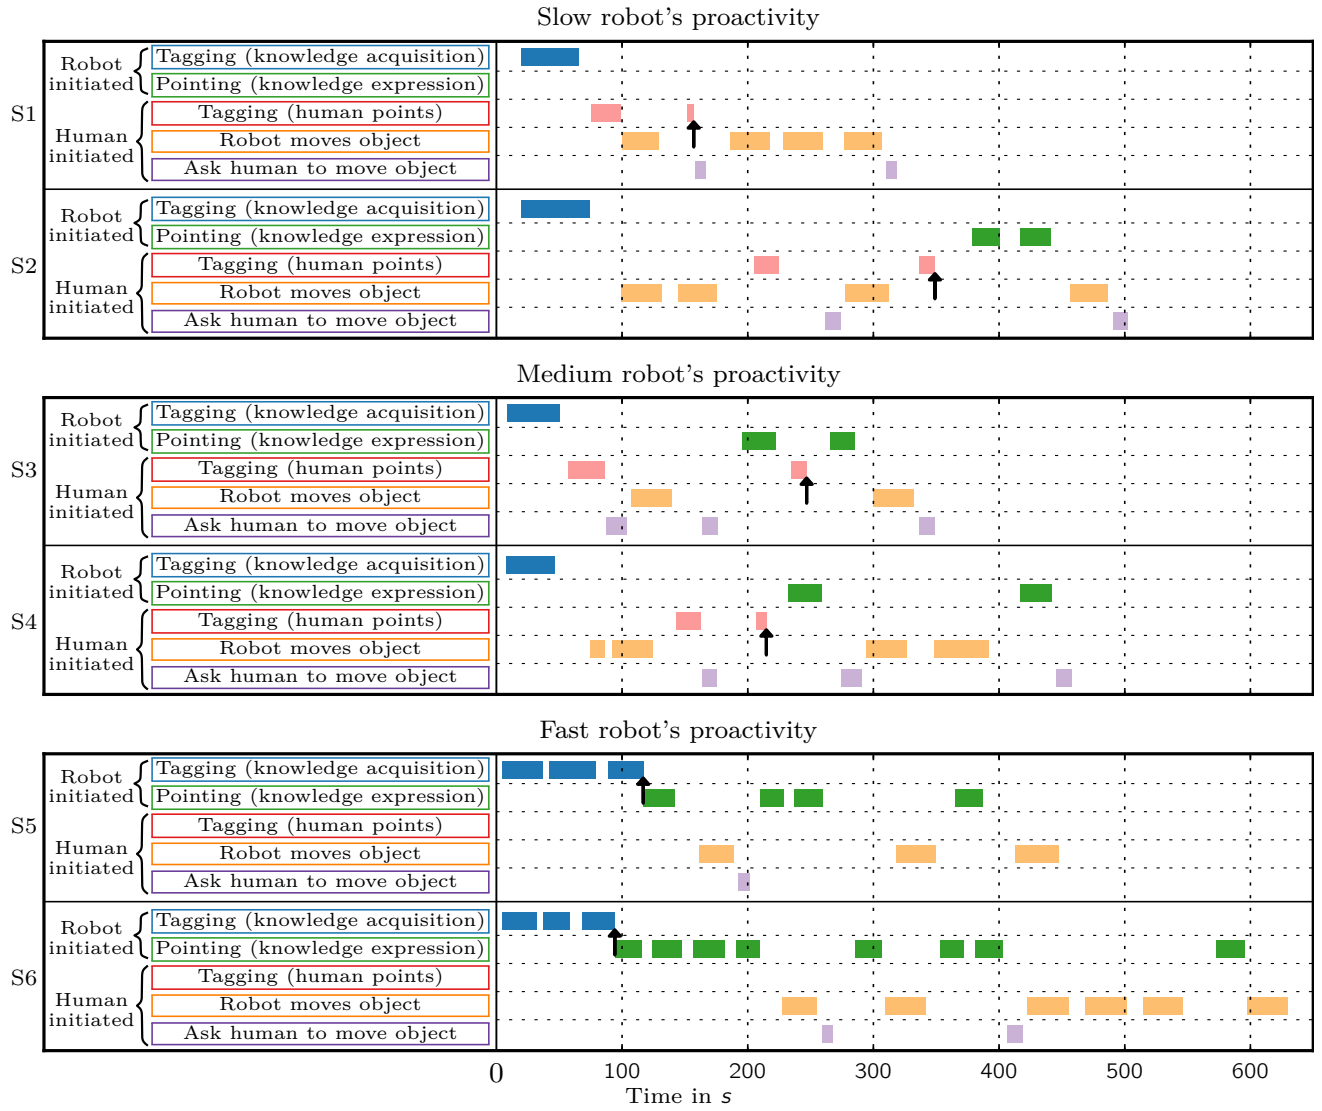 Slow robot's proactivity
S1
Robot initiated
Tagging (knowledge acquisition)
Pointing (knowledge expression)
Human initiated
Tagging (human points)
Robot moves object
Ask human to move object
S2
Robot initiated
Tagging (knowledge acquisition)
Pointing (knowledge expression)
Human initiated
Tagging (human points)
Robot moves object
Ask human to move object
Medium robot's proactivity
S3
Robot initiated
Tagging (knowledge acquisition)
Pointing (knowledge expression)
Human initiated
Tagging (human points)
Robot moves object
Ask human to move object
S4
Robot initiated
Tagging (knowledge acquisition)
Pointing (knowledge expression)
Human initiated
Tagging (human points)
Robot moves object
Ask human to move object
Fast robot's proactivity
S5
Robot initiated
Tagging (knowledge acquisition)
Pointing (knowledge expression)
Human initiated
Tagging (human points)
Robot moves object
Ask human to move object
S6
Robot initiated
Tagging (knowledge acquisition)
Pointing (knowledge expression)
Human initiated
Tagging (human points)
Robot moves object
Ask human to move object
0 100 200 300 400 500 600
Time in s